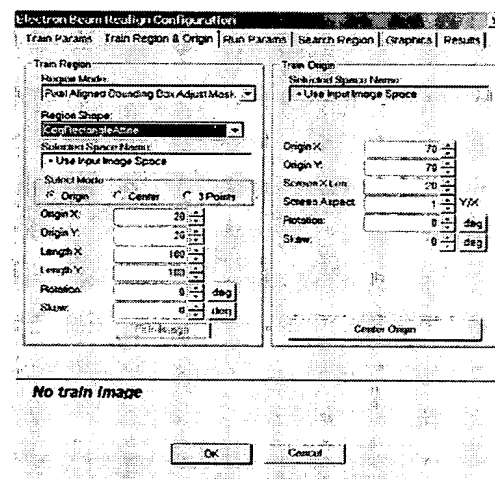 Electron Beam Realign Configuration
Train Params Train Region & Origin Run Params Search Region Graphics Results
Train Region
Region Mode:
Pixel Aligned Bounding Box Adjust Mask
Region Shape:
CogRectangleAffine
Selected Space Name:
- Use Input Image Space
Select Mode
Origin Center 3 Points
Origin X: 20
Origin Y: 20
Length X: 100
Length Y: 100
Rotation: 0 deg
Skew: 0 deg
Train Origin
Selected Space Name:
- Use Input Image Space
Origin X: 70
Origin Y: 70
Screen X Len: 20
Screen Aspect: 1 Y/X
Rotation: 0 deg
Skew: 0 deg
Center Origin
No train image
OK Cancel